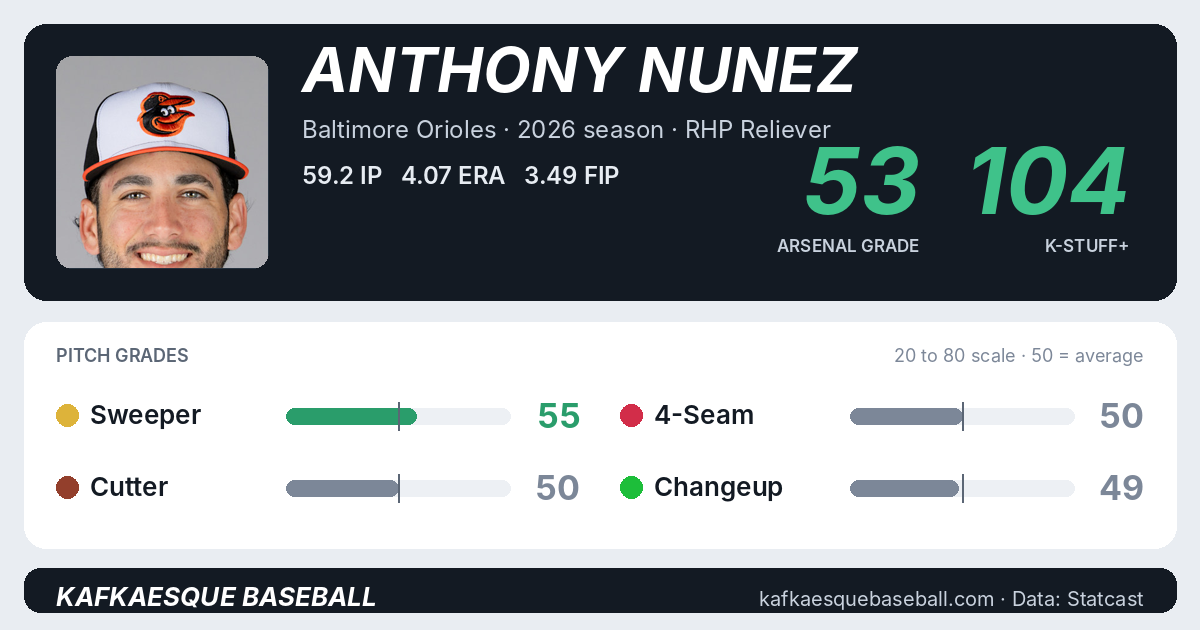 ANTHONY NUNEZ
Baltimore Orioles · 2026 season · RHP Reliever
59.2 IP 4.07 ERA 3.49 FIP
53 104
ARSENAL GRADE K-STUFF+
PITCH GRADES 20 to 80 scale · 50 = average
Sweeper 55 4-Seam 50
Cutter 50 Changeup 49
KAFKAESQUE BASEBALL kafkaesquebaseball.com · Data: Statcast